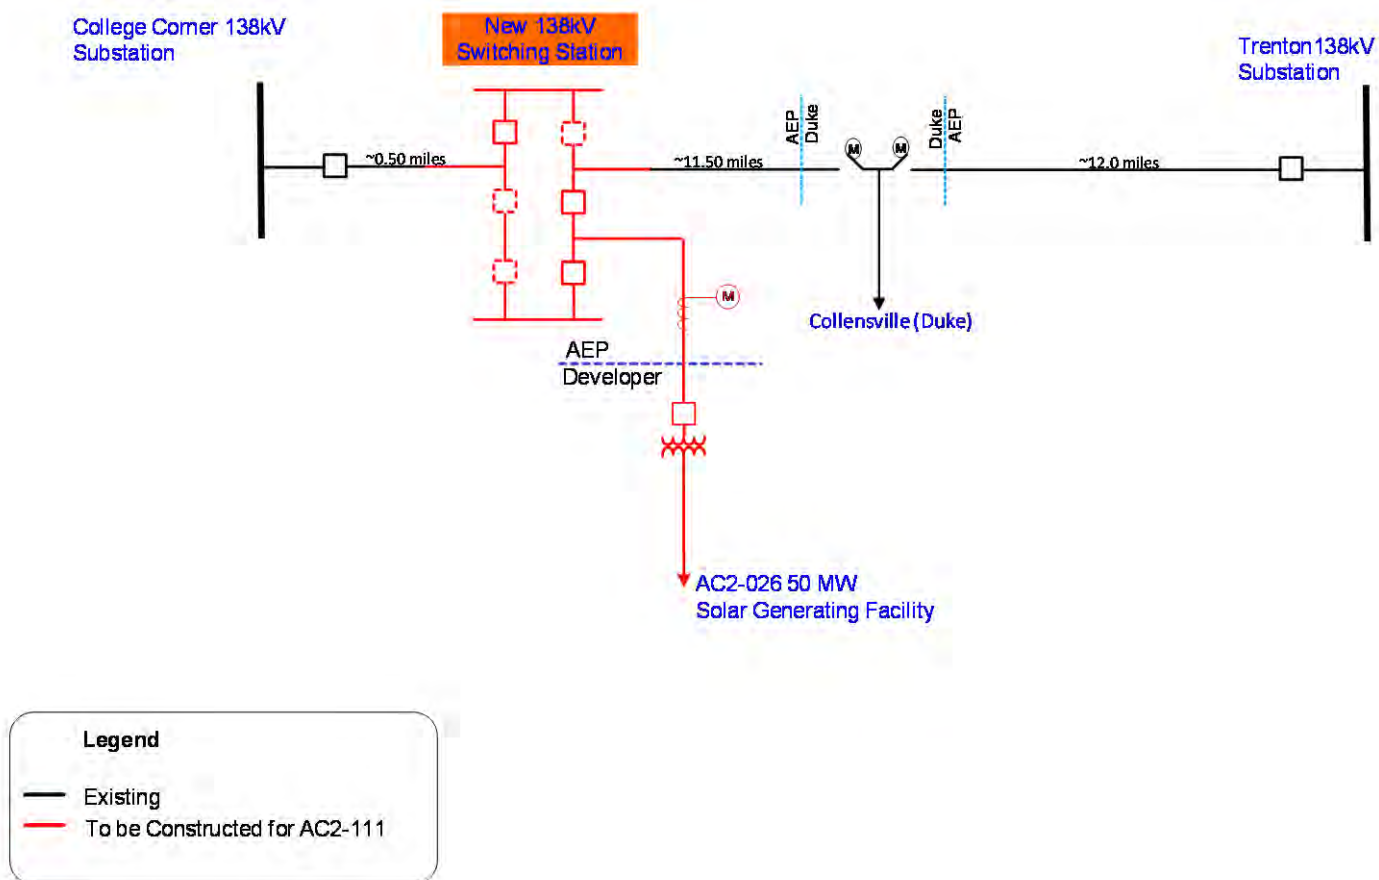 College Corner 138kV
Substation
New 138kV
Switching Station
Trenton 138kV
Substation
AEP
Duke
Duke
AEP
M
M
~0.50 miles
~11.50 miles
~12.0 miles
M
Collensville (Duke)
AEP
Developer
AC2-026 50 MW
Solar Generating Facility
Legend
Existing
To be Constructed for AC2-111